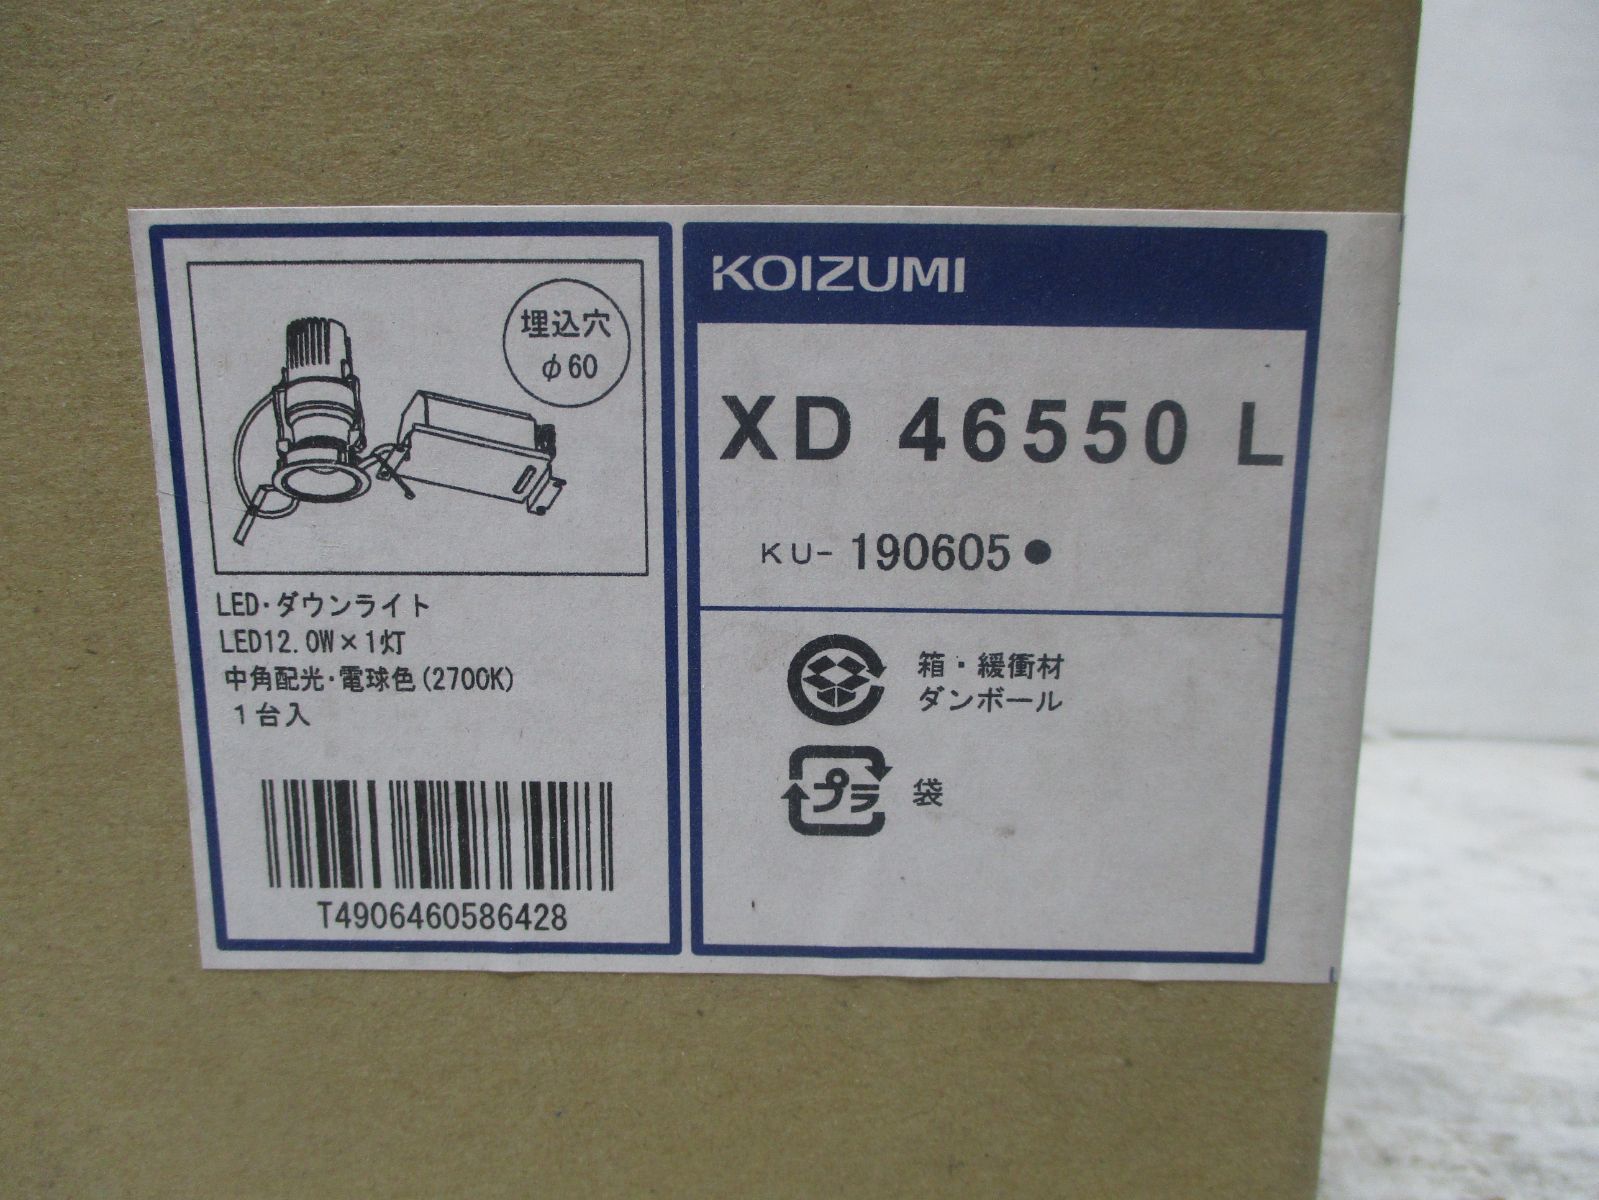 埋込穴
φ60
LED・ダウンライト
LED12.0W×1灯
中角配光・電球色(2700K)
1台入
T4906460586428
KOIZUMI
XD 46550 L
KU- 190605●
箱・緩衝材
ダンボール
プラ 袋